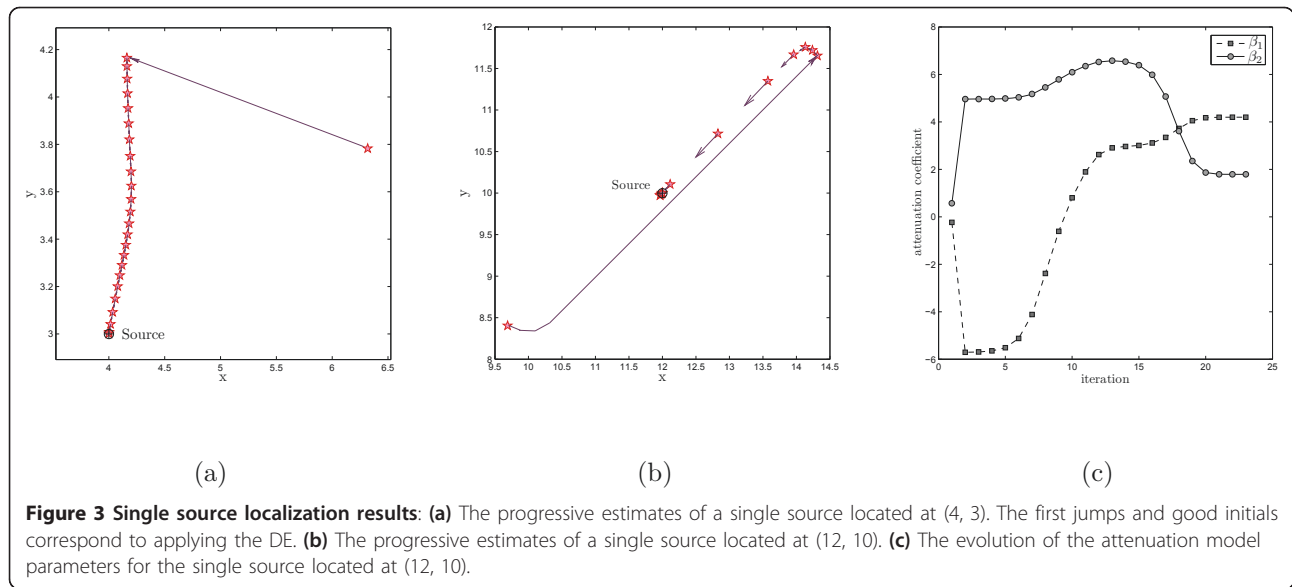 4.2
4
3.8
3.6
3.4
3.2
3
y
4
4.5
5
5.5
6
6.5
x
Source
(a)
12
11.5
11
10.5
10
9.5
9
8.5
8
y
9.5
10
10.5
11
11.5
12
12.5
13
13.5
14
14.5
x
Source
(b)
8
6
4
2
0
−2
−4
−6
attenuation coefficient
0
5
10
15
20
25
iteration
β1
β2
(c)
Figure 3 Single source localization results: (a) The progressive estimates of a single source located at (4, 3). The first jumps and good initials
correspond to applying the DE. (b) The progressive estimates of a single source located at (12, 10). (c) The evolution of the attenuation model
parameters for the single source located at (12, 10).